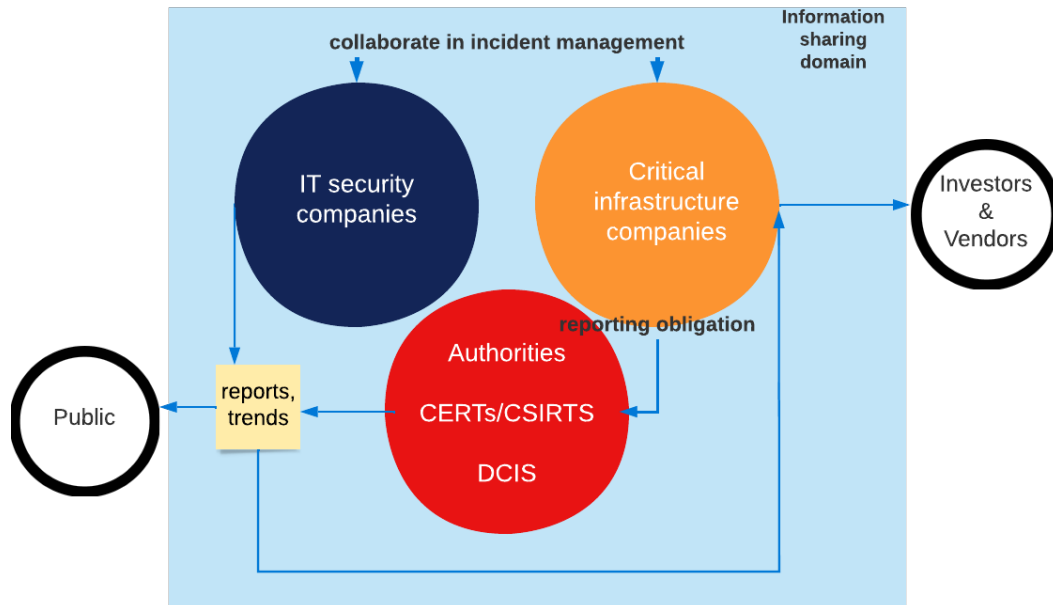 collaborate in incident management
Information
sharing
domain
IT security
companies
Critical
infrastructure
companies
Investors
&
Vendors
reporting obligation
Authorities
CERTs/CSIRTS
DCIS
reports,
trends
Public